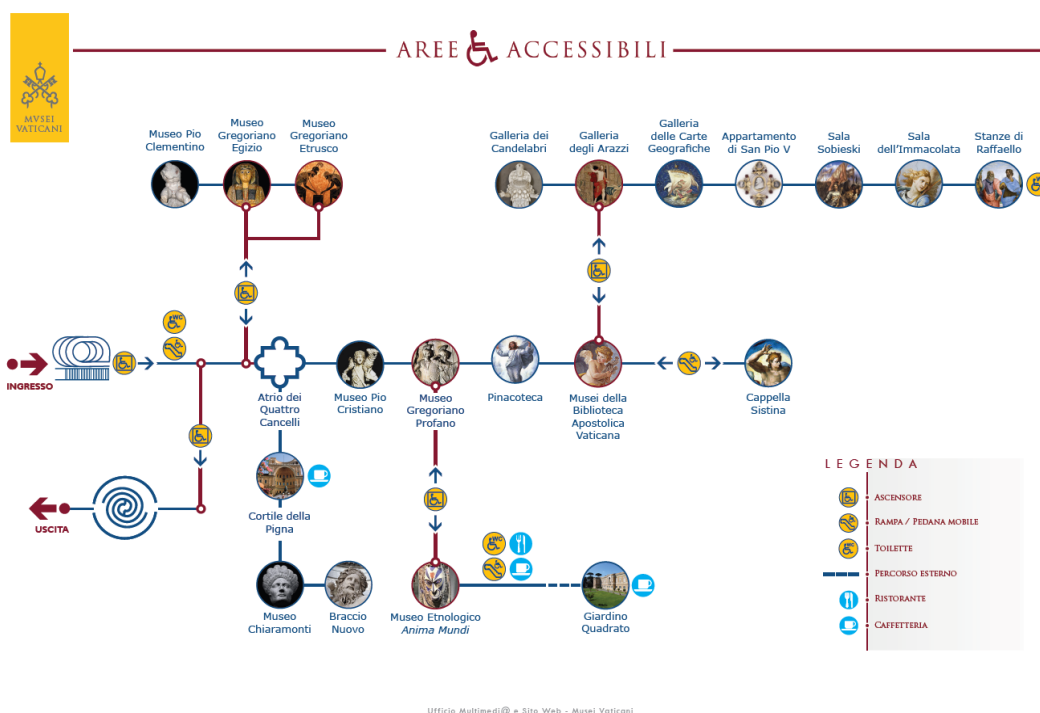 AREE ACCESSIBILI
MVSEI
VATICANI
Museo Pio
Clementino
Museo
Gregoriano
Egizio
Museo
Gregoriano
Etrusco
Galleria dei
Candelabri
Galleria
degli Arazzi
Galleria
delle Carte
Geografiche
Appartamento
di San Pio V
Sala
Sobieski
Sala
dell'Immacolata
Stanze di
Raffaello
WC
INGRESSO
Atrio dei
Quattro
Cancelli
Museo Pio
Cristiano
Museo
Gregoriano
Profano
Pinacoteca
Musei della
Biblioteca
Apostolica
Vaticana
Cappella
Sistina
USCITA
Cortile della
Pigna
WC
Museo
Chiaramonti
Braccio
Nuovo
Museo Etnologico
Anima Mundi
Giardino
Quadrato
LEGENDA
ASCENSORE
RAMPA / PEDANA MOBILE
WC
TOILETTE
PERCORSO ESTERNO
RISTORANTE
CAFFETTERIA
Ufficio Multimedi@ e Sito Web - Musei Vaticani